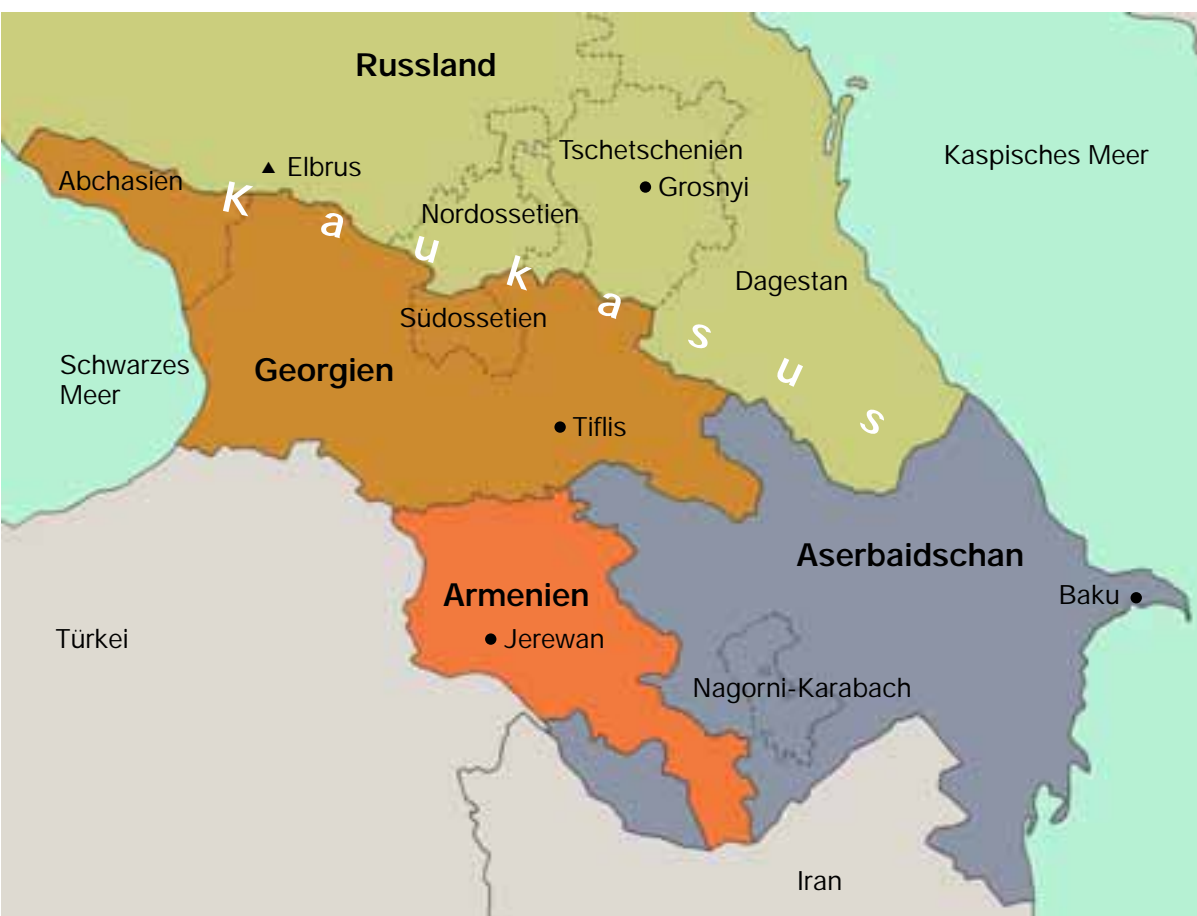 Russland
Tschetschenien
Kaspisches Meer
Elbrus
Abchasien
Grosnyi
Nordossetien
Kaukasus
Dagestan
Südossetien
Schwarzes
Meer
Georgien
Tiflis
Aserbaidschan
Armenien
Baku
Türkei
Jerewan
Nagorni-Karabach
Iran